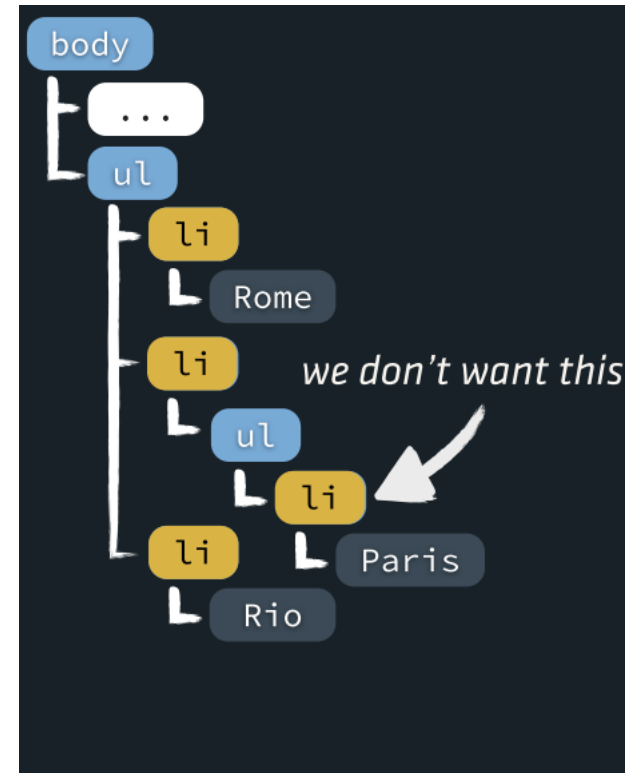 body
...
ul
li
Rome
li
we don't want this
ul
li
li
Paris
Rio